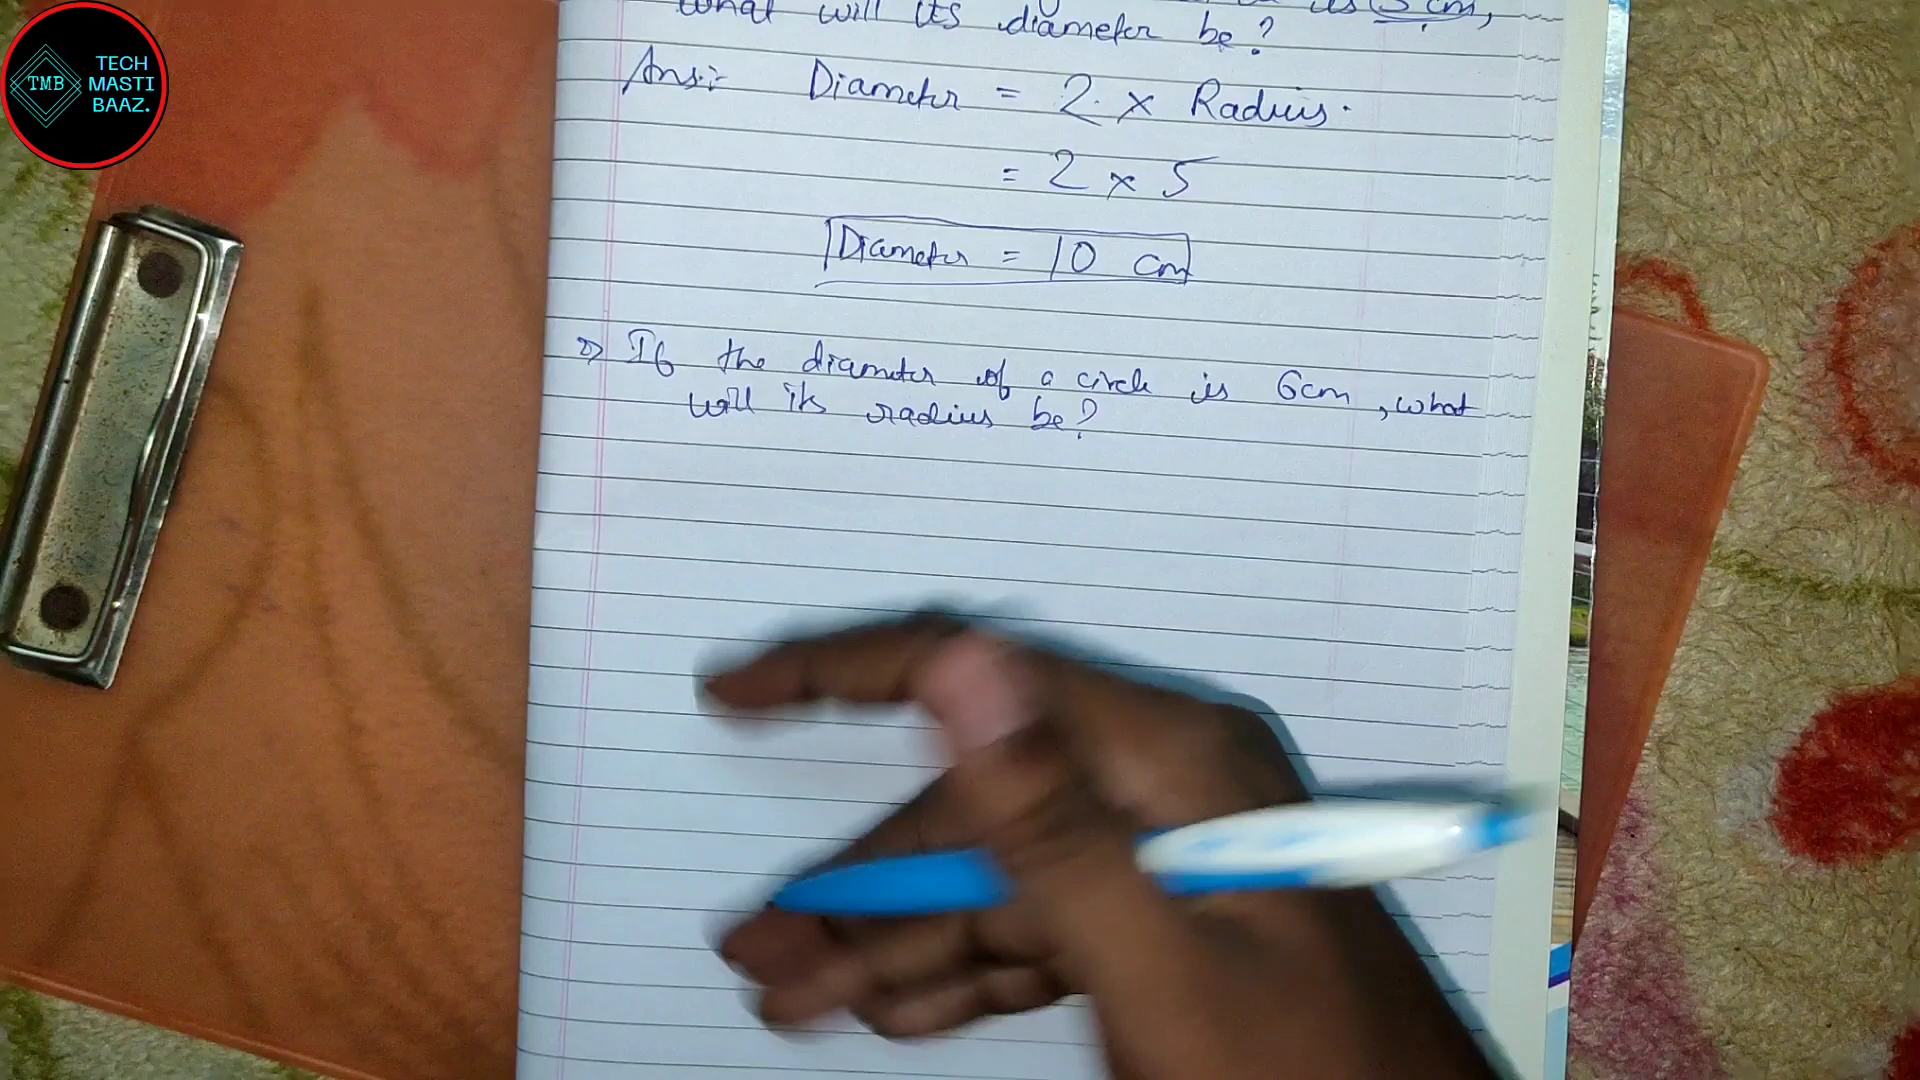 TECH
MASTI
BAAZ.
TMB
what will its diameter be?
Ans:- Diameter = 2 × Radius.
= 2 × 5
Diameter = 10 cm
If the diameter of a circle is 6cm, what
will its radius be?